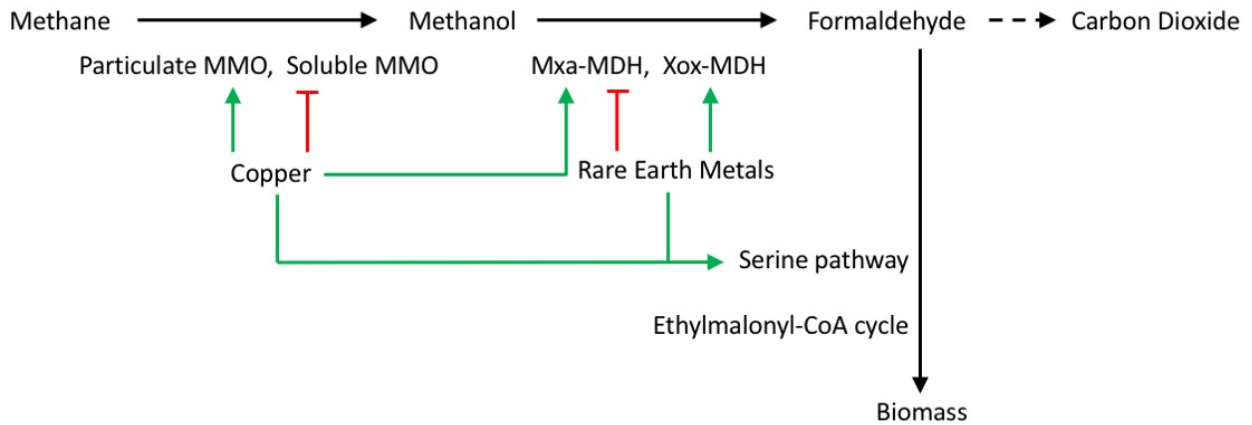 Methane Methanol Formaldehyde Carbon Dioxide
Particulate MMO, Soluble MMO Mxa-MDH, Xox-MDH
Copper Rare Earth Metals
Serine pathway
Ethylmalonyl-CoA cycle
Biomass